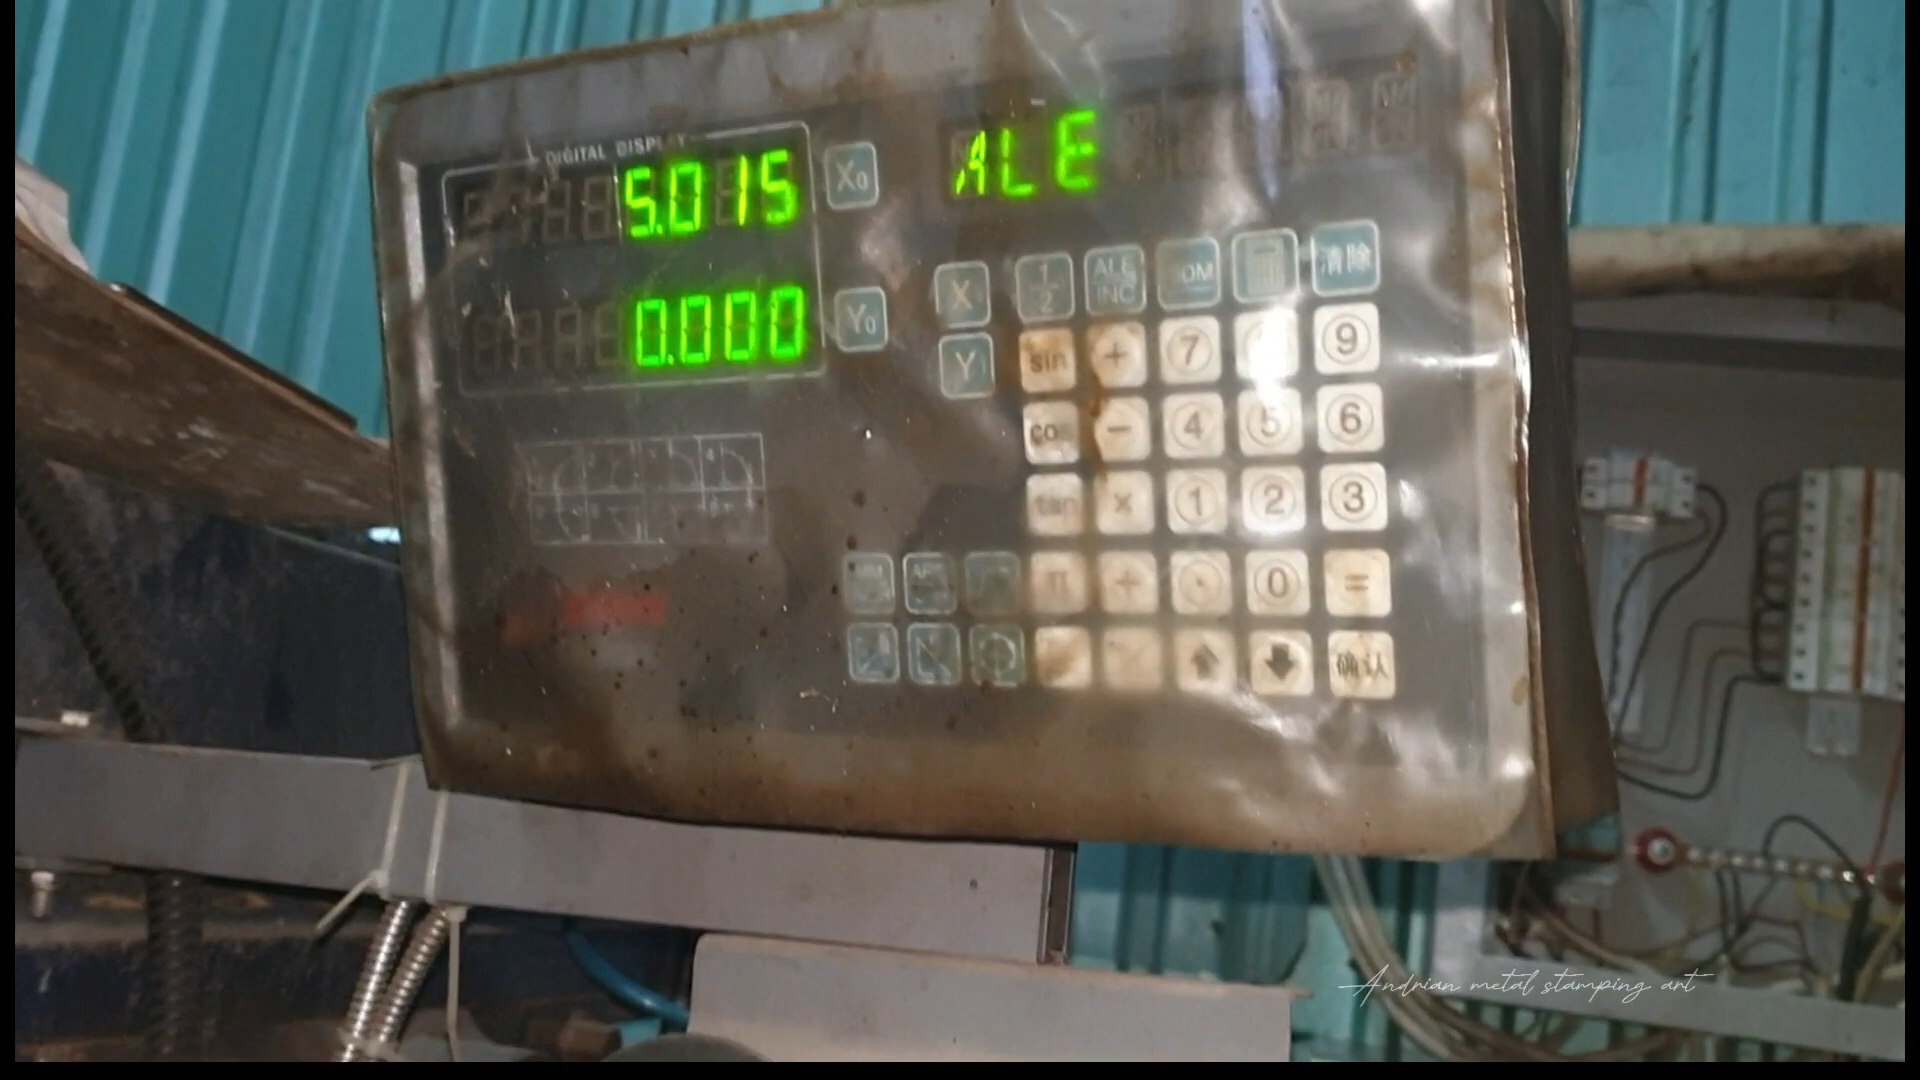 DIGITAL DISPLAY
5.015
X0
ALE
0.000
Y0
X
1/2
ALE
INC
清除
Y
sin
+
7
9
4
5
6
−
tan
×
1
2
3
π
÷
.
0
=
确认
Andrian metal stamping art